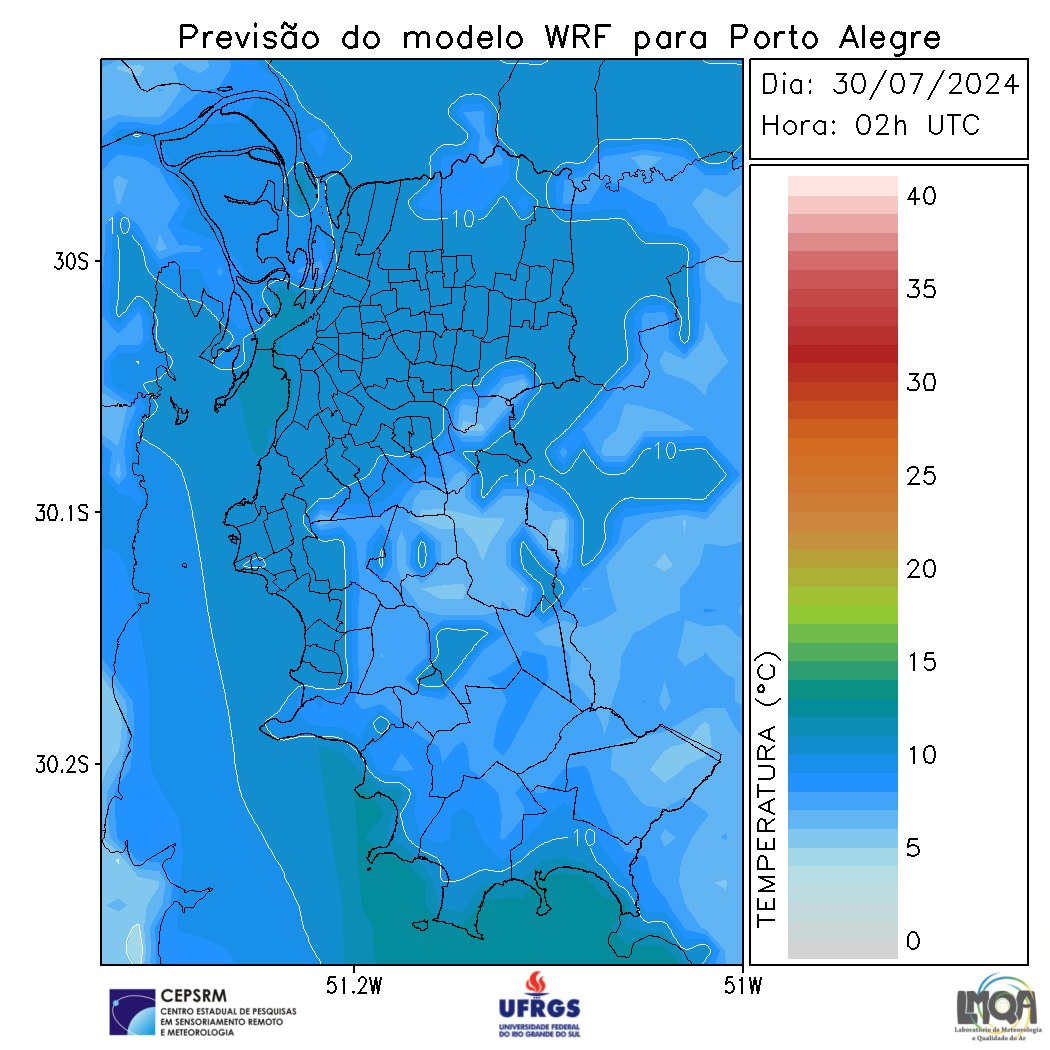 Previsão do modelo WRF para Porto Alegre
Dia: 30/07/2024
Hora: 02h UTC
40
35
30
25
20
15
10
5
0
TEMPERATURA (°C)
30S
30.1S
30.2S
51.2W
51W
10
10
10
10
10
CEPSRM
CENTRO ESTADUAL DE PESQUISAS
EM SENSORIAMENTO REMOTO
E METEOROLOGIA
UFRGS
UNIVERSIDADE FEDERAL
DO RIO GRANDE DO SUL
LMQA
Laboratório de Meteorologia
e Qualidade do Ar